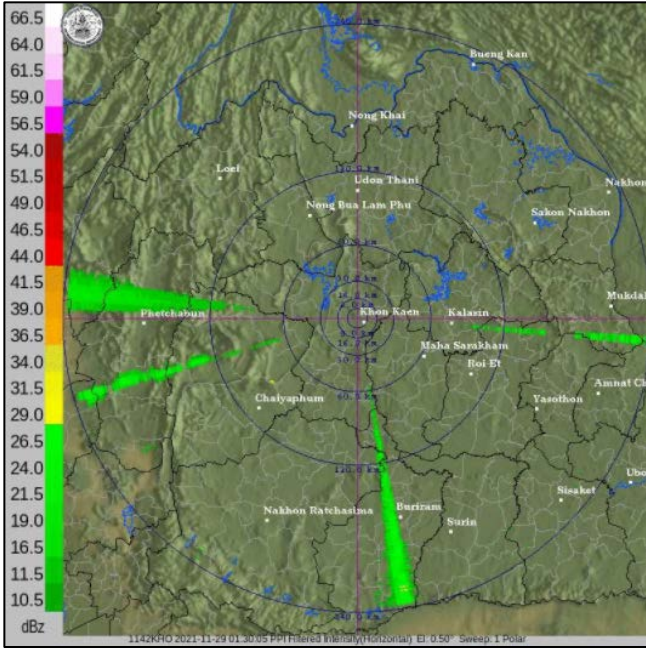 66.5
64.0
61.5
59.0
56.5
54.0
51.5
49.0
46.5
44.0
41.5
39.0
36.5
34.0
31.5
29.0
26.5
24.0
21.5
19.0
16.5
15.5
13.0
10.5
dBz
Bueng Kan
Nong Khai
Loei
Udon Thani
Nakhon
Nong Bua Lam Phu
Sakon Nakhon
Mukdah
Phetchabun
Khon Kaen
Kalasin
Maha Sarakham
Roi Et
Amnat Ch
Chaiyaphum
Yasothon
Ubo
Sisaket
Nakhon Ratchasima
Buriram
Surin
1142KHO 2021-11-29 01:30:05 PPI Filtered Intensity(Horizontal) El: 0.50° Sweep: 1 Polar